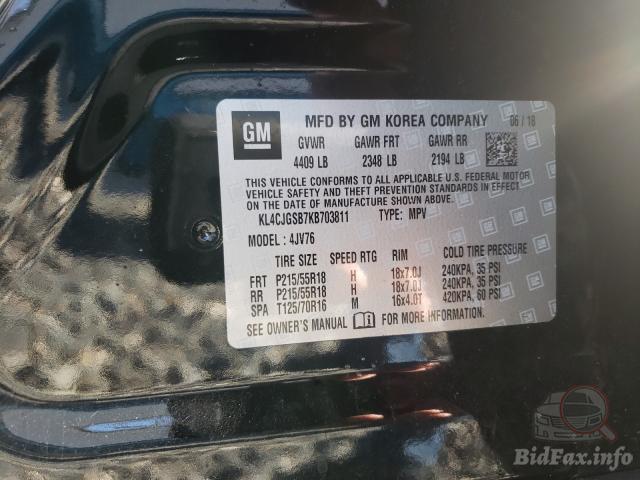 GM
MFD BY GM KOREA COMPANY 06/18
GVWR GAWR FRT GAWR RR
4409 LB 2348 LB 2194 LB
THIS VEHICLE CONFORMS TO ALL APPLICABLE U.S. FEDERAL MOTOR
VEHICLE SAFETY AND THEFT PREVENTION STANDARDS IN EFFECT
ON THE DATE OF MANUFACTURE SHOWN ABOVE.
KL4CJGSB7KB703811 TYPE: MPV
MODEL: 4JV76
TIRE SIZE SPEED RTG RIM COLD TIRE PRESSURE
FRT P215/55R18 H 18x7.0J 240KPA, 35 PSI
RR P215/55R18 H 18x7.0J 240KPA, 35 PSI
SPA T125/70R16 M 16x4.0T 420KPA, 60 PSI
SEE OWNER'S MANUAL FOR MORE INFORMATION.
BidFax.info